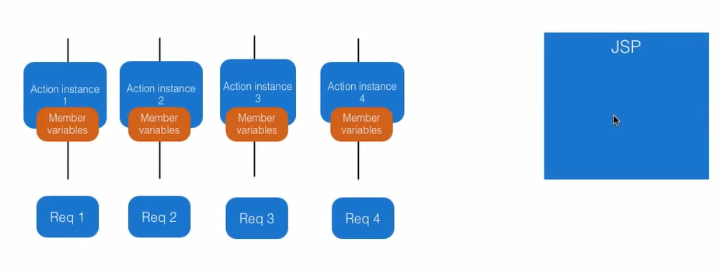 JSP
Action instance
1
Member
variables
Action instance
2
Member
variables
Action instance
3
Member
variables
Action instance
4
Member
variables
Req 1
Req 2
Req 3
Req 4